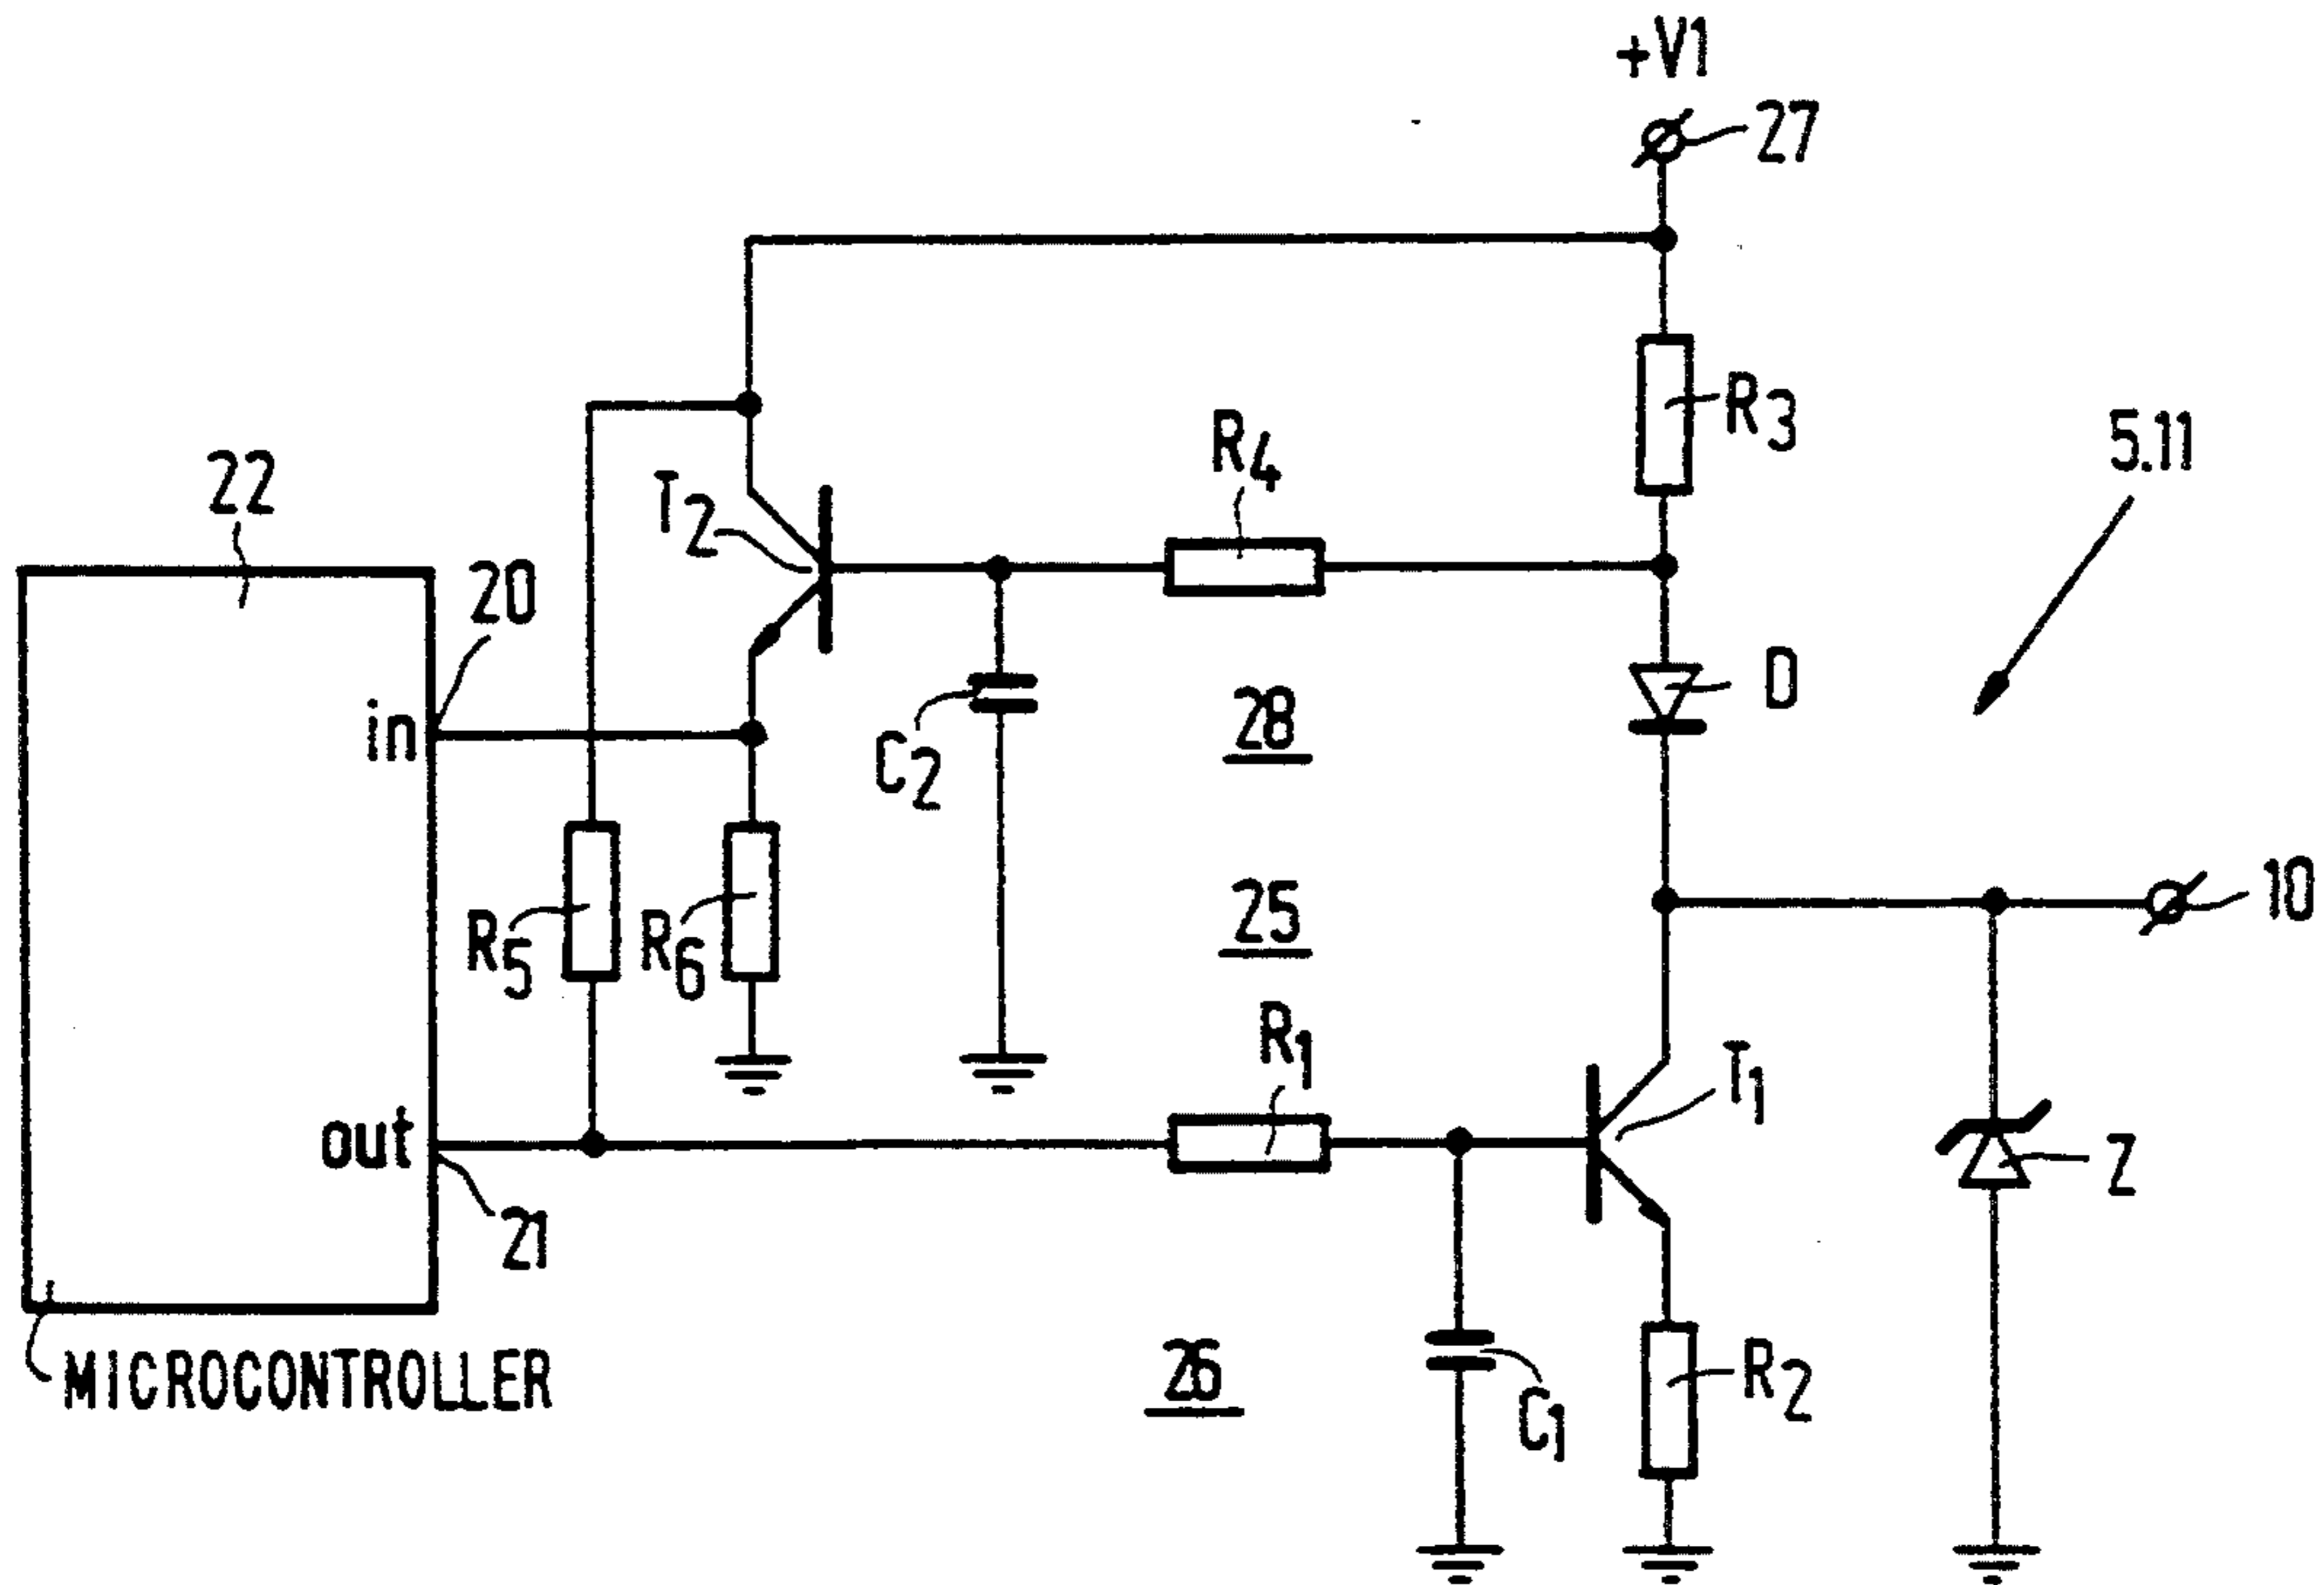 +V1
27
R3
5.11
R4
22
T2
20
D
in
C2
28
10
25
R5
R6
R1
T1
out
Z
21
MICROCONTROLLER
26
R2
C1